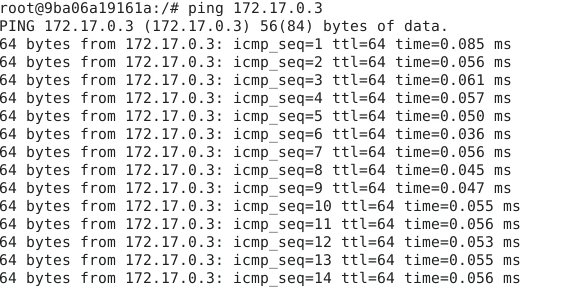 root@9ba06a19161a:/# ping 172.17.0.3
PING 172.17.0.3 (172.17.0.3) 56(84) bytes of data.
64 bytes from 172.17.0.3: icmp_seq=1 ttl=64 time=0.085 ms
64 bytes from 172.17.0.3: icmp_seq=2 ttl=64 time=0.056 ms
64 bytes from 172.17.0.3: icmp_seq=3 ttl=64 time=0.061 ms
64 bytes from 172.17.0.3: icmp_seq=4 ttl=64 time=0.057 ms
64 bytes from 172.17.0.3: icmp_seq=5 ttl=64 time=0.050 ms
64 bytes from 172.17.0.3: icmp_seq=6 ttl=64 time=0.036 ms
64 bytes from 172.17.0.3: icmp_seq=7 ttl=64 time=0.056 ms
64 bytes from 172.17.0.3: icmp_seq=8 ttl=64 time=0.045 ms
64 bytes from 172.17.0.3: icmp_seq=9 ttl=64 time=0.047 ms
64 bytes from 172.17.0.3: icmp_seq=10 ttl=64 time=0.055 ms
64 bytes from 172.17.0.3: icmp_seq=11 ttl=64 time=0.056 ms
64 bytes from 172.17.0.3: icmp_seq=12 ttl=64 time=0.053 ms
64 bytes from 172.17.0.3: icmp_seq=13 ttl=64 time=0.055 ms
64 bytes from 172.17.0.3: icmp_seq=14 ttl=64 time=0.056 ms